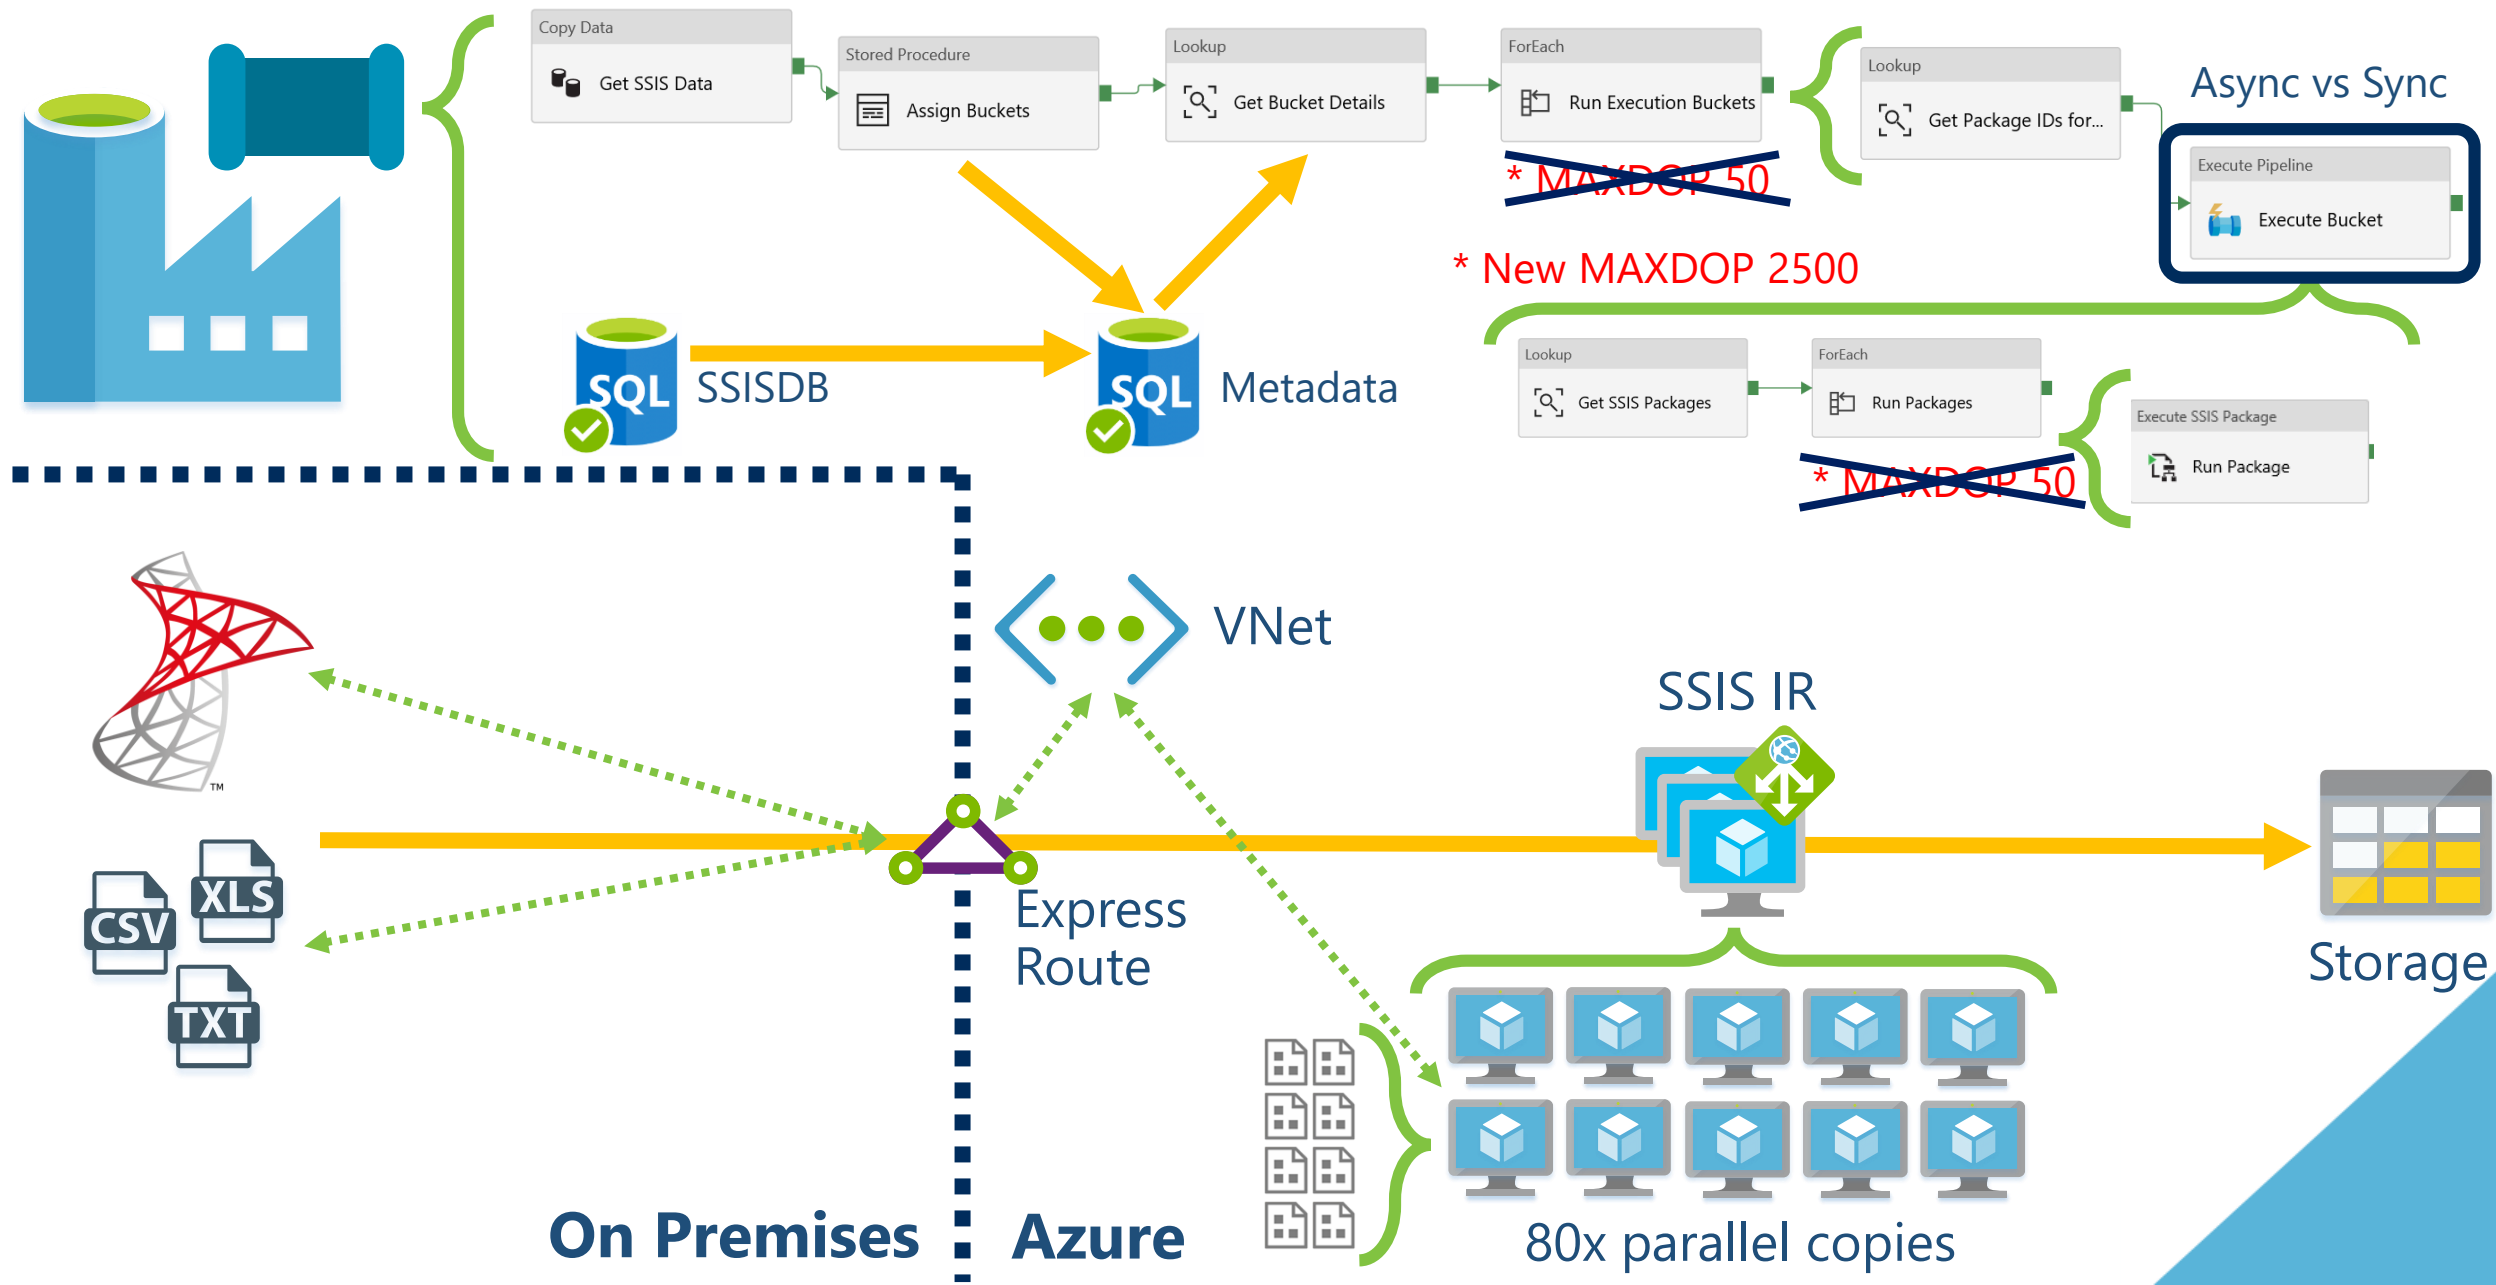 Copy Data
Get SSIS Data
Stored Procedure
Assign Buckets
Lookup
Get Bucket Details
ForEach
Run Execution Buckets
* MAXDOP 50
Lookup
Get Package IDs for...
Async vs Sync
Execute Pipeline
Execute Bucket
* New MAXDOP 2500
SQL
SSISDB
SQL
Metadata
Lookup
Get SSIS Packages
ForEach
Run Packages
* MAXDOP 50
Execute SSIS Package
Run Package
TM
VNet
SSIS IR
XLS
CSV
TXT
Express
Route
Storage
On Premises
Azure
80x parallel copies